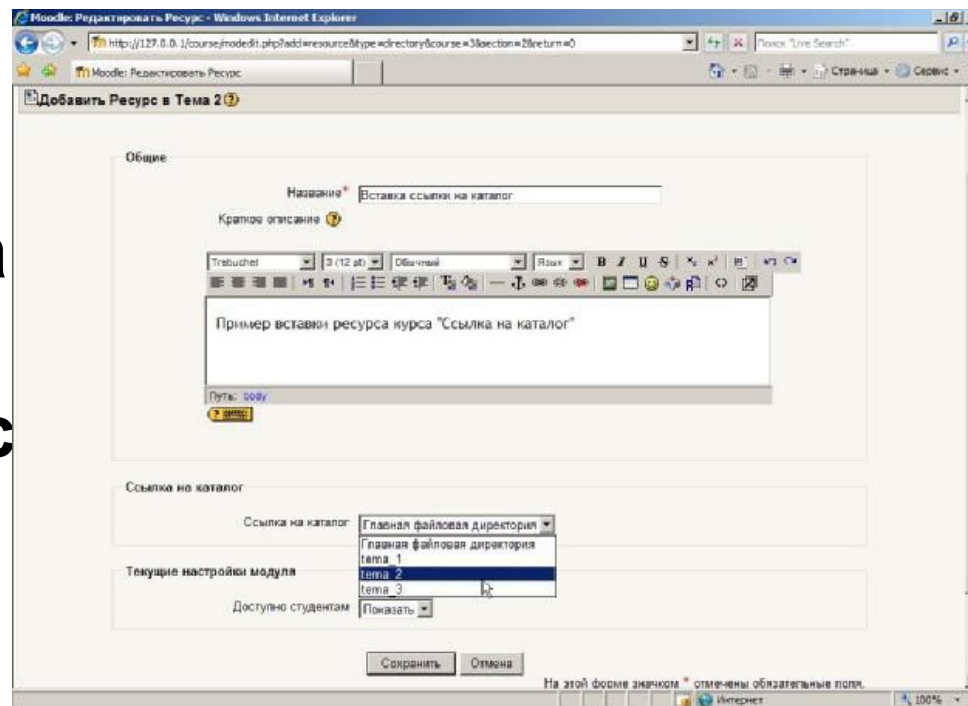 Moodle: Редактировать Ресурс - Windows Internet Explorer
http://127.0.0.1/course/modedit.php?add=resource&type=directory&course=3&section=2&return=0
Поиск "Live Search"
Moodle: Редактировать Ресурс
Страница
Сервис
Добавить Ресурс в Тема 2
а
с
Общие
Название*
Вставка ссылки на каталог
Краткое описание
Trebuchet
3 (12 pt)
Обычный
Язык
B I U S
Пример вставки ресурса курса "Ссылка на каталог"
Путь: body
Ссылка на каталог
Ссылка на каталог
Главная файловая директория
Главная файловая директория
tema_1
tema_2
tema_3
Текущие настройки модуля
Доступно студентам
Показать
Сохранить
Отмена
На этой форме значком * отмечены обязательные поля.
Интернет
100%